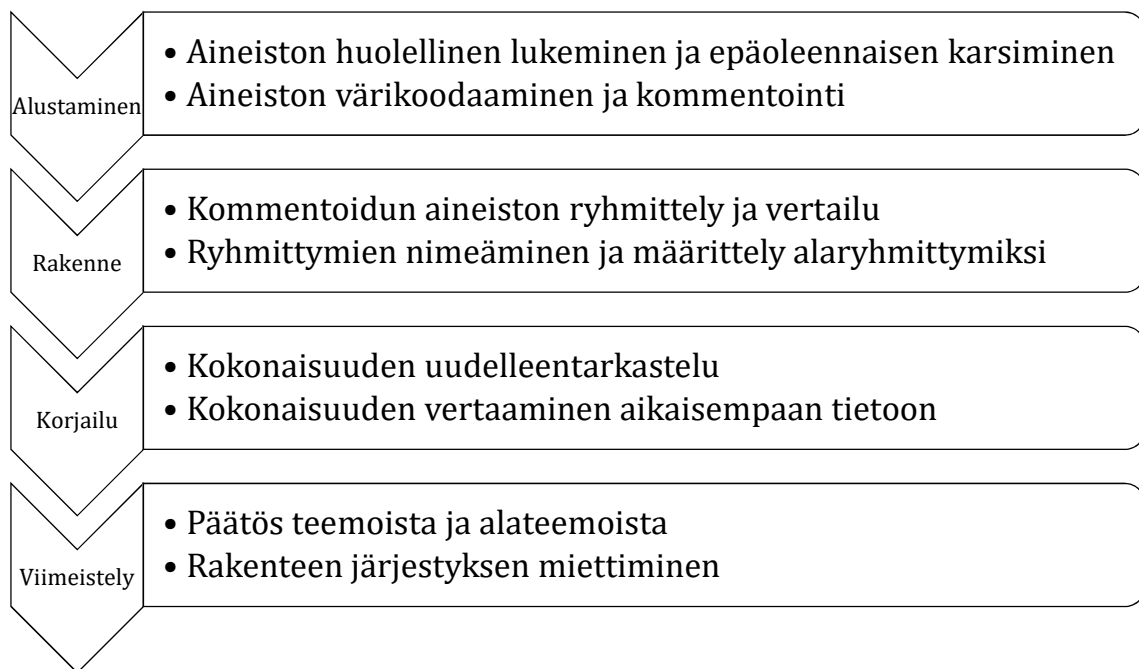 Alustaminen
• Aineiston huolellinen lukeminen ja epäoleennaisen karsiminen
• Aineiston värikoodaaminen ja kommentointi
Rakenne
• Kommentoidun aineiston ryhmittely ja vertailu
• Ryhmittymien nimeäminen ja määrittely alaryhmittymiksi
Korjailu
• Kokonaisuuden uudelleentarkastelu
• Kokonaisuuden vertaaminen aikaisempaan tietoon
Viimeistely
• Päätös teemoista ja alateemoista
• Rakenteen järjestyksen miettiminen